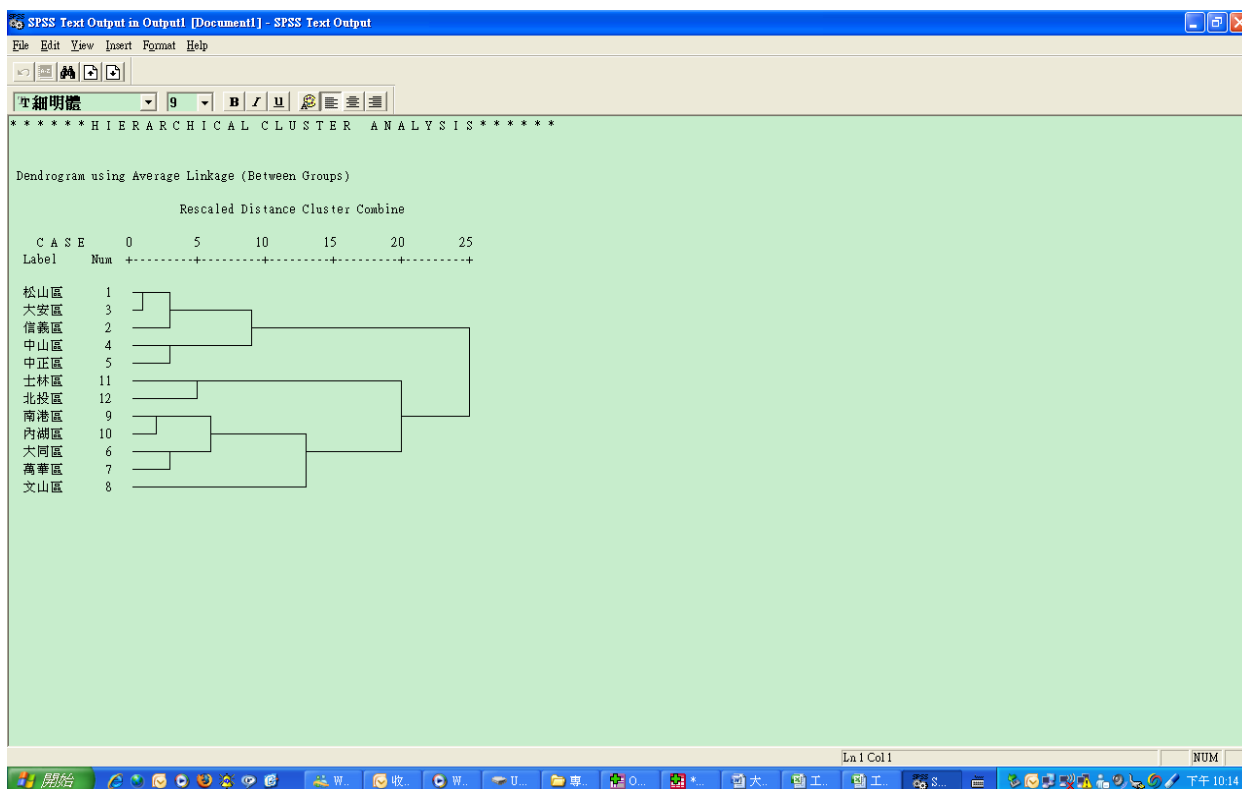 SPSS Text Output in Output1 [Document1] - SPSS Text Output
File Edit View Insert Format Help
細明體 9 B I U
* * * * * * H I E R A R C H I C A L  C L U S T E R   A N A L Y S I S * * * * * *
Dendrogram using Average Linkage (Between Groups)
Rescaled Distance Cluster Combine
C A S E 0 5 10 15 20 25
Label Num +---------+---------+---------+---------+---------+
松山區 1
大安區 3
信義區 2
中山區 4
中正區 5
士林區 11
北投區 12
南港區 9
內湖區 10
大同區 6
萬華區 7
文山區 8
Ln 1 Col 1 NUM
開始 W... 收... W... U... 專... O... *... 大... 工... 工... S... 下午 10:14